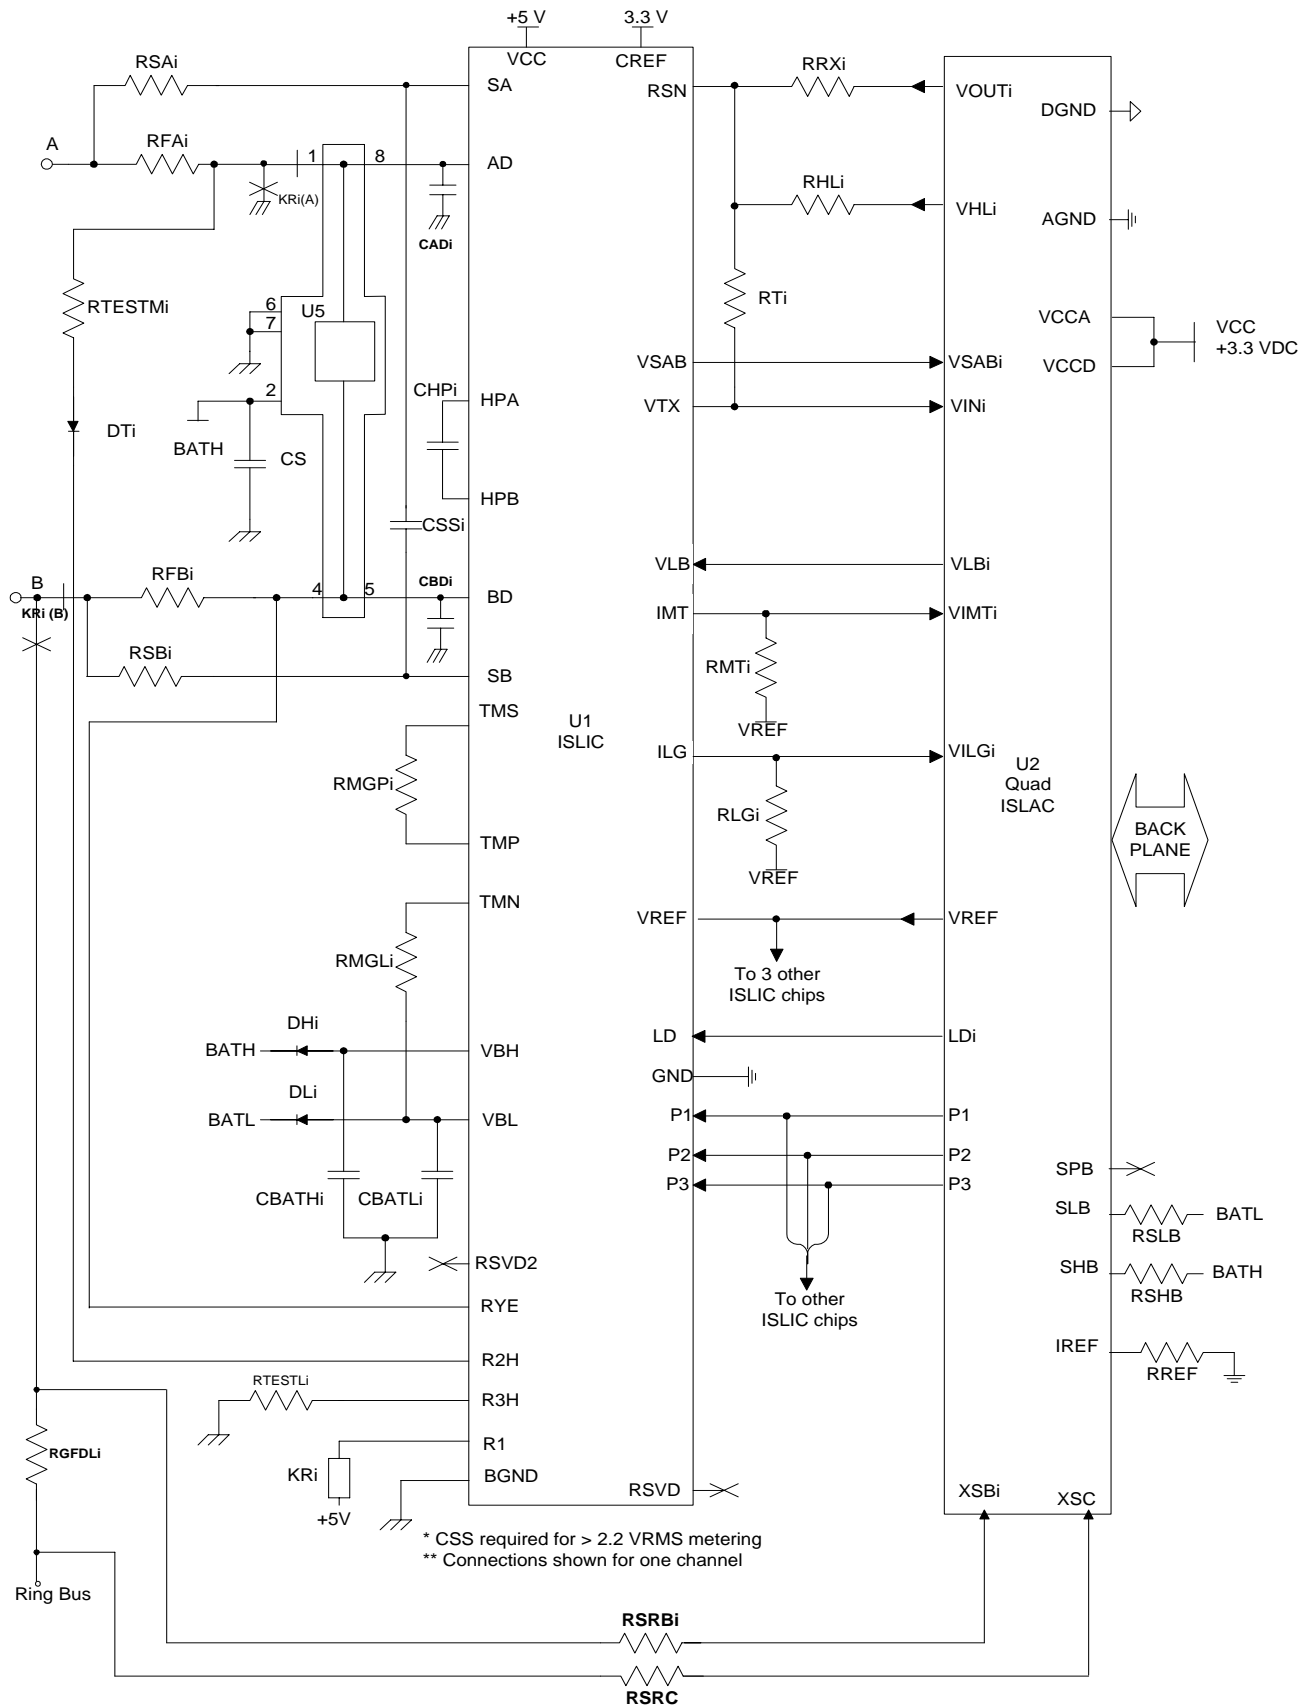 +5 V
3.3 V
VCC
CREF
RSAi
SA
RSN
RRXi
VOUTi
DGND
A
RFAi
1
8
AD
KRi(A)
CADi
RHLi
VHLi
AGND
RTESTMi
6
7
U5
RTi
VCCA
VCC
+3.3 VDC
VCCD
VSAB
VSABi
2
CHPi
HPA
VTX
VINi
DTi
BATH
CS
HPB
CSSi
VLB
VLBi
B
KRi (B)
RFBi
4
5
CBDi
BD
IMT
VIMTi
RSBi
SB
RMTi
VREF
TMS
U1
ISLIC
RMGPi
TMP
ILG
VILGi
U2
Quad
ISLAC
RLGi
VREF
BACK
PLANE
TMN
RMGLi
VREF
VREF
To 3 other
ISLIC chips
DHi
BATH
VBH
LD
LDi
GND
DLi
BATL
VBL
P1
P1
P2
P2
P3
P3
CBATHi
CBATLi
SPB
SLB
RSLB
BATL
SHB
RSHB
BATH
RSVD2
RYE
To other
ISLIC chips
R2H
IREF
RREF
RTESTLi
R3H
RGFDLi
R1
KRi
+5V
BGND
RSVD
XSBi
XSC
* CSS required for > 2.2 VRMS metering
** Connections shown for one channel
Ring Bus
RSRBi
RSRC